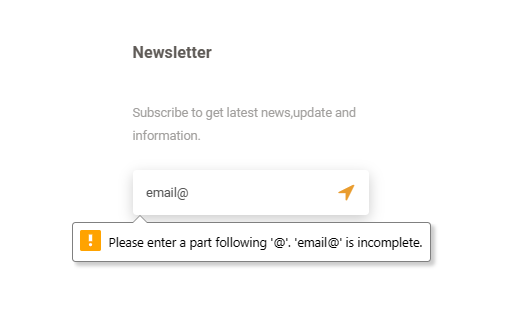 Newsletter
Subscribe to get latest news,update and
information.
email@
Please enter a part following '@'. 'email@' is incomplete.